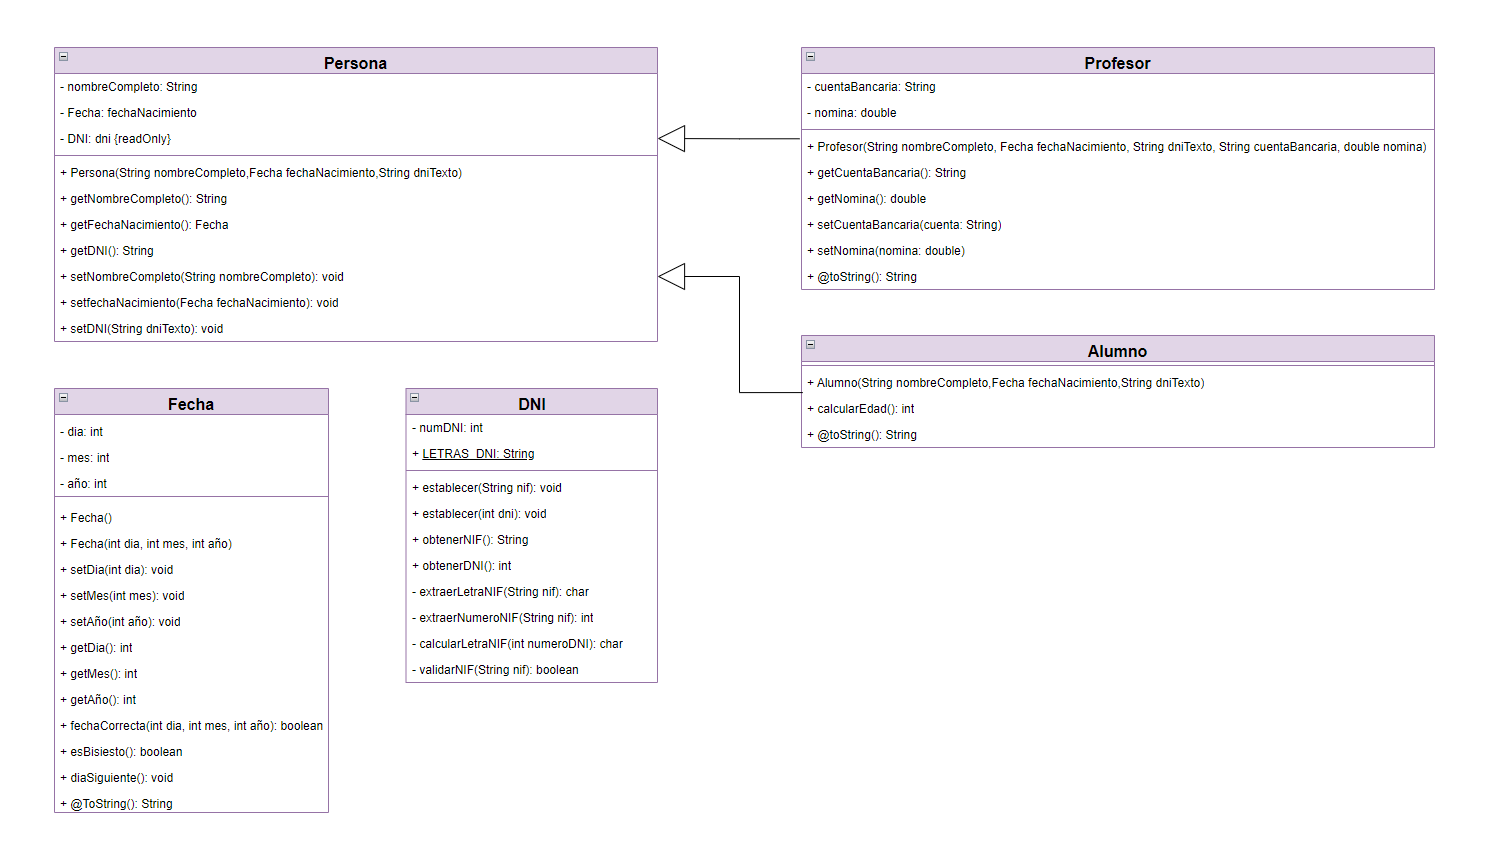 Persona
- nombreCompleto: String
- Fecha: fechaNacimiento
- DNI: dni {readOnly}
+ Persona(String nombreCompleto,Fecha fechaNacimiento,String dniTexto)
+ getNombreCompleto(): String
+ getFechaNacimiento(): Fecha
+ getDNI(): String
+ setNombreCompleto(String nombreCompleto): void
+ setfechaNacimiento(Fecha fechaNacimiento): void
+ setDNI(String dniTexto): void
Profesor
- cuentaBancaria: String
- nomina: double
+ Profesor(String nombreCompleto, Fecha fechaNacimiento, String dniTexto, String cuentaBancaria, double nomina)
+ getCuentaBancaria(): String
+ getNomina(): double
+ setCuentaBancaria(cuenta: String)
+ setNomina(nomina: double)
+ @toString(): String
Alumno
+ Alumno(String nombreCompleto,Fecha fechaNacimiento,String dniTexto)
+ calcularEdad(): int
+ @toString(): String
Fecha
- dia: int
- mes: int
- año: int
+ Fecha()
+ Fecha(int dia, int mes, int año)
+ setDia(int dia): void
+ setMes(int mes): void
+ setAño(int año): void
+ getDia(): int
+ getMes(): int
+ getAño(): int
+ fechaCorrecta(int dia, int mes, int año): boolean
+ esBisiesto(): boolean
+ diaSiguiente(): void
+ @ToString(): String
DNI
- numDNI: int
+ LETRAS_DNI: String
+ establecer(String nif): void
+ establecer(int dni): void
+ obtenerNIF(): String
+ obtenerDNI(): int
- extraerLetraNIF(String nif): char
- extraerNumeroNIF(String nif): int
- calcularLetraNIF(int numeroDNI): char
- validarNIF(String nif): boolean